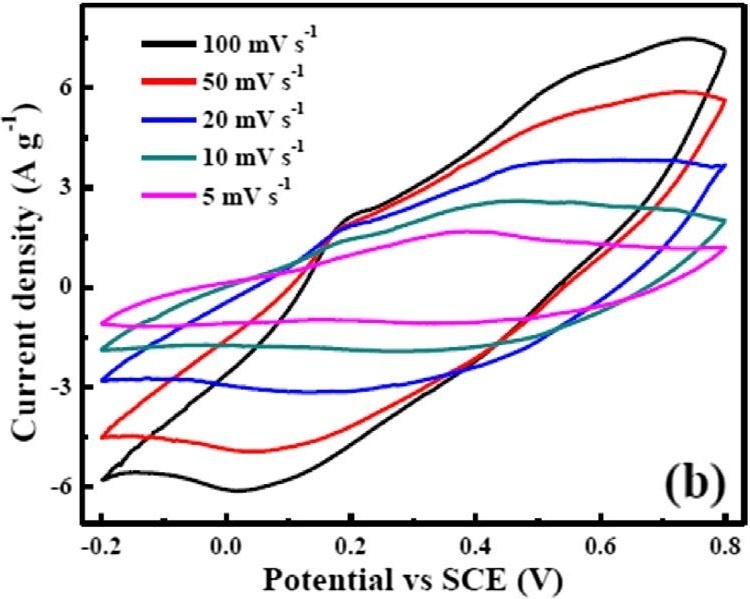 100 mV s⁻¹
50 mV s⁻¹
20 mV s⁻¹
10 mV s⁻¹
5 mV s⁻¹
Current density (A g⁻¹)
6
3
0
-3
-6
(b)
-0.2 0.0 0.2 0.4 0.6 0.8
Potential vs SCE (V)